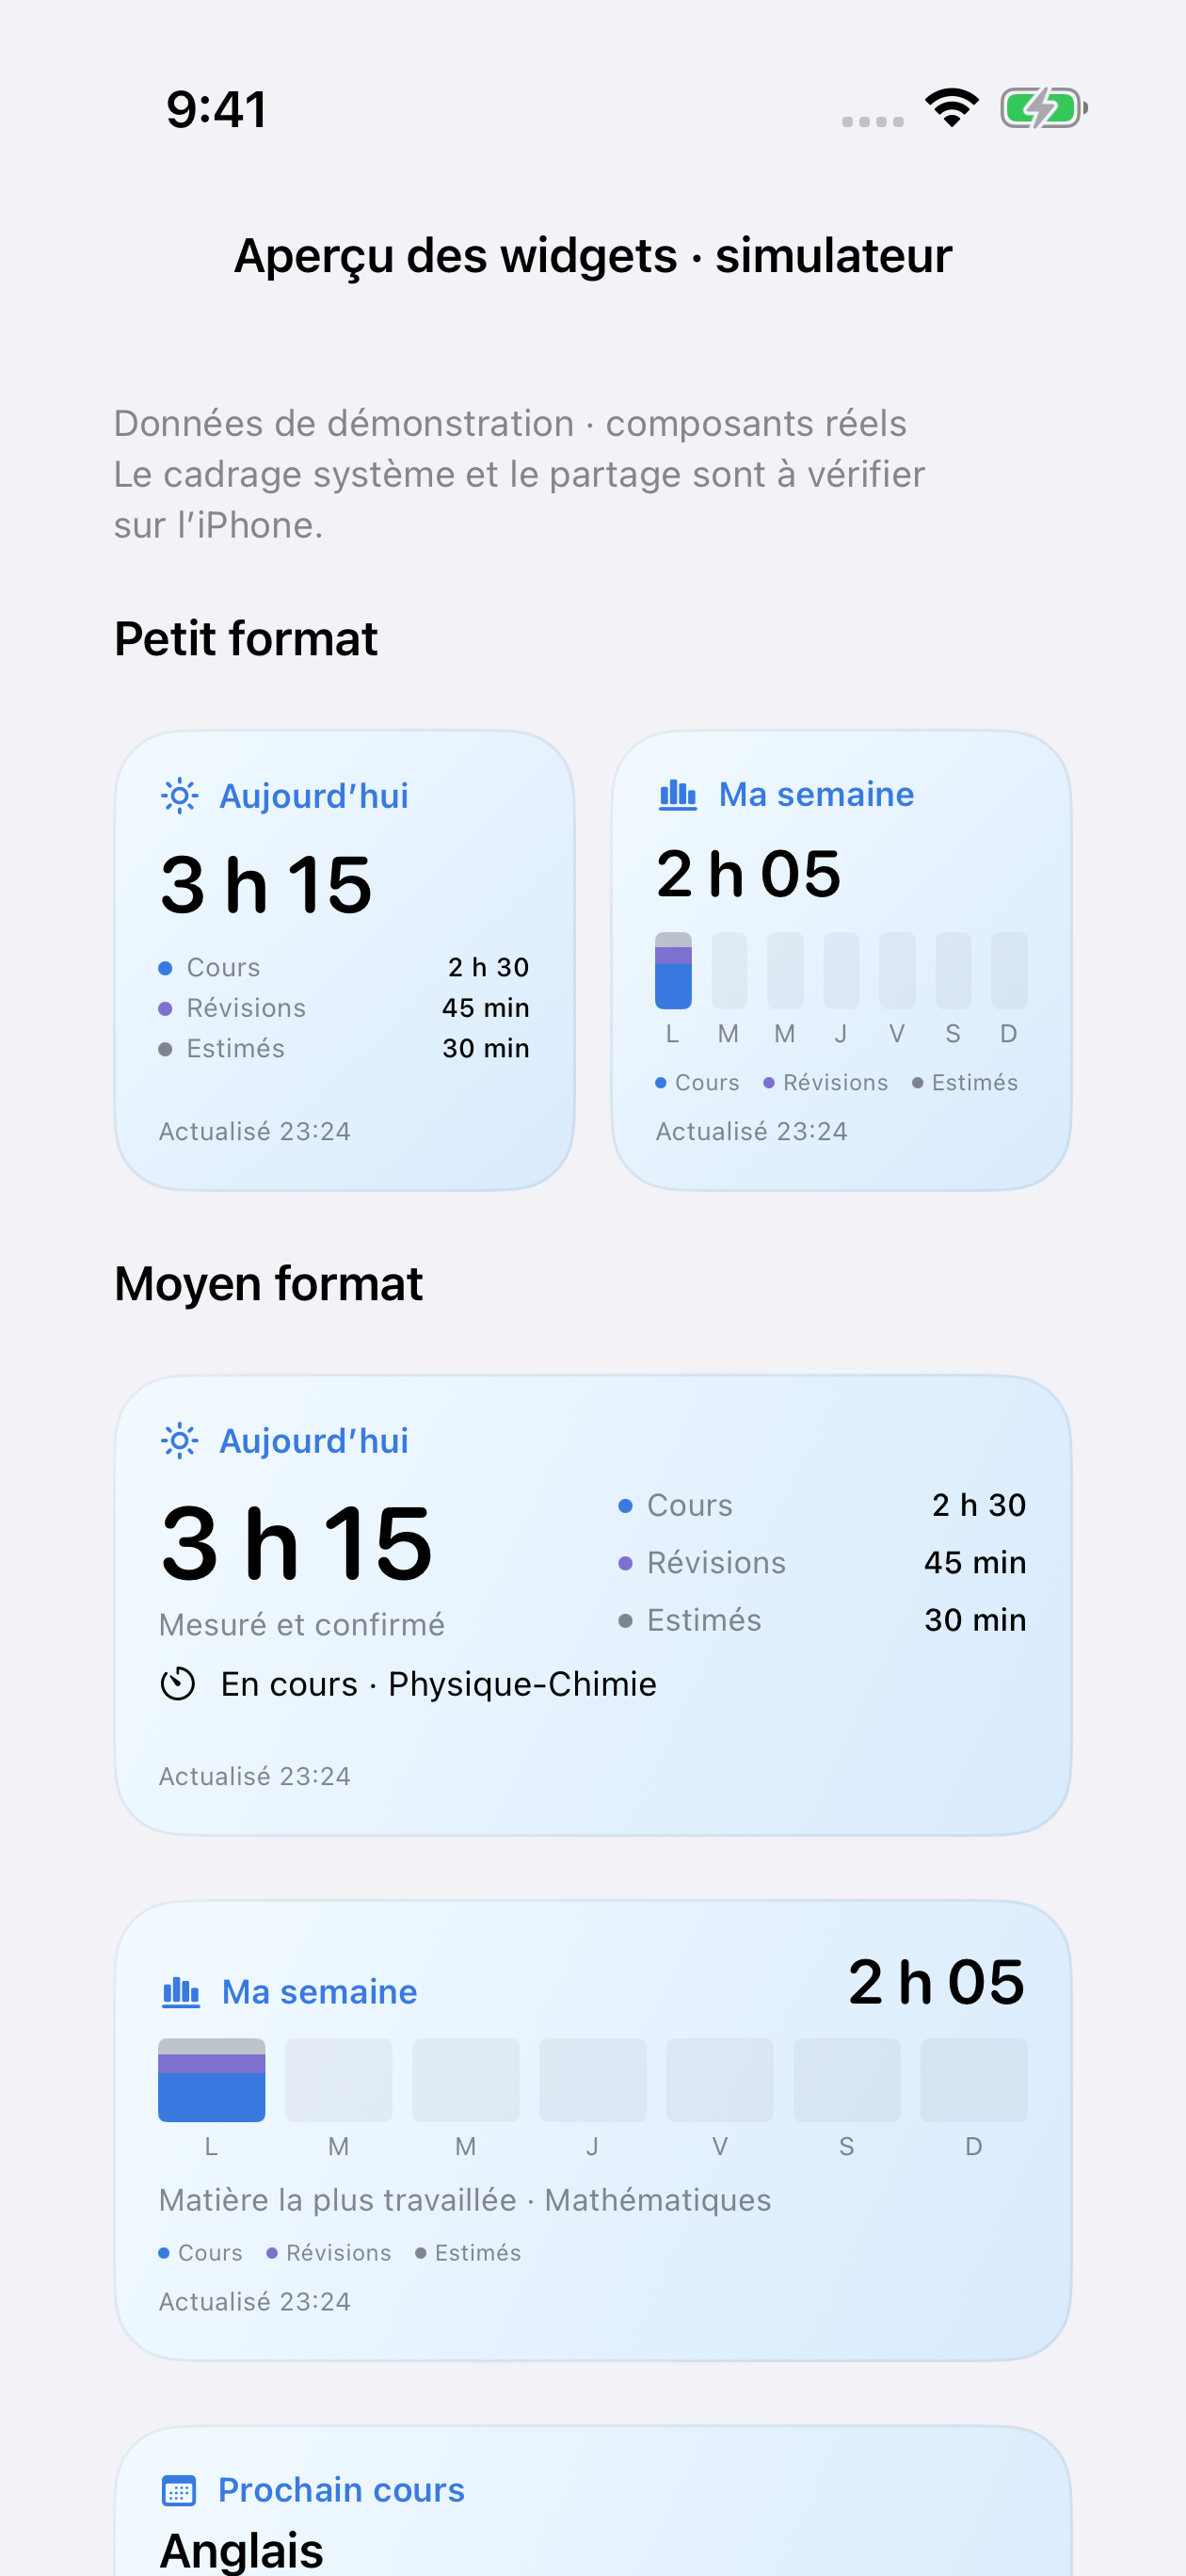 9:41
Aperçu des widgets · simulateur
Données de démonstration · composants réels
Le cadrage système et le partage sont à vérifier
sur l’iPhone.
Petit format
Aujourd’hui
3 h 15
Cours 2 h 30
Révisions 45 min
Estimés 30 min
Actualisé 23:24
Ma semaine
2 h 05
L M M J V S D
Cours Révisions Estimés
Actualisé 23:24
Moyen format
Aujourd’hui
3 h 15
Mesuré et confirmé
Cours 2 h 30
Révisions 45 min
Estimés 30 min
En cours · Physique-Chimie
Actualisé 23:24
Ma semaine 2 h 05
L M M J V S D
Matière la plus travaillée · Mathématiques
Cours Révisions Estimés
Actualisé 23:24
Prochain cours
Anglais